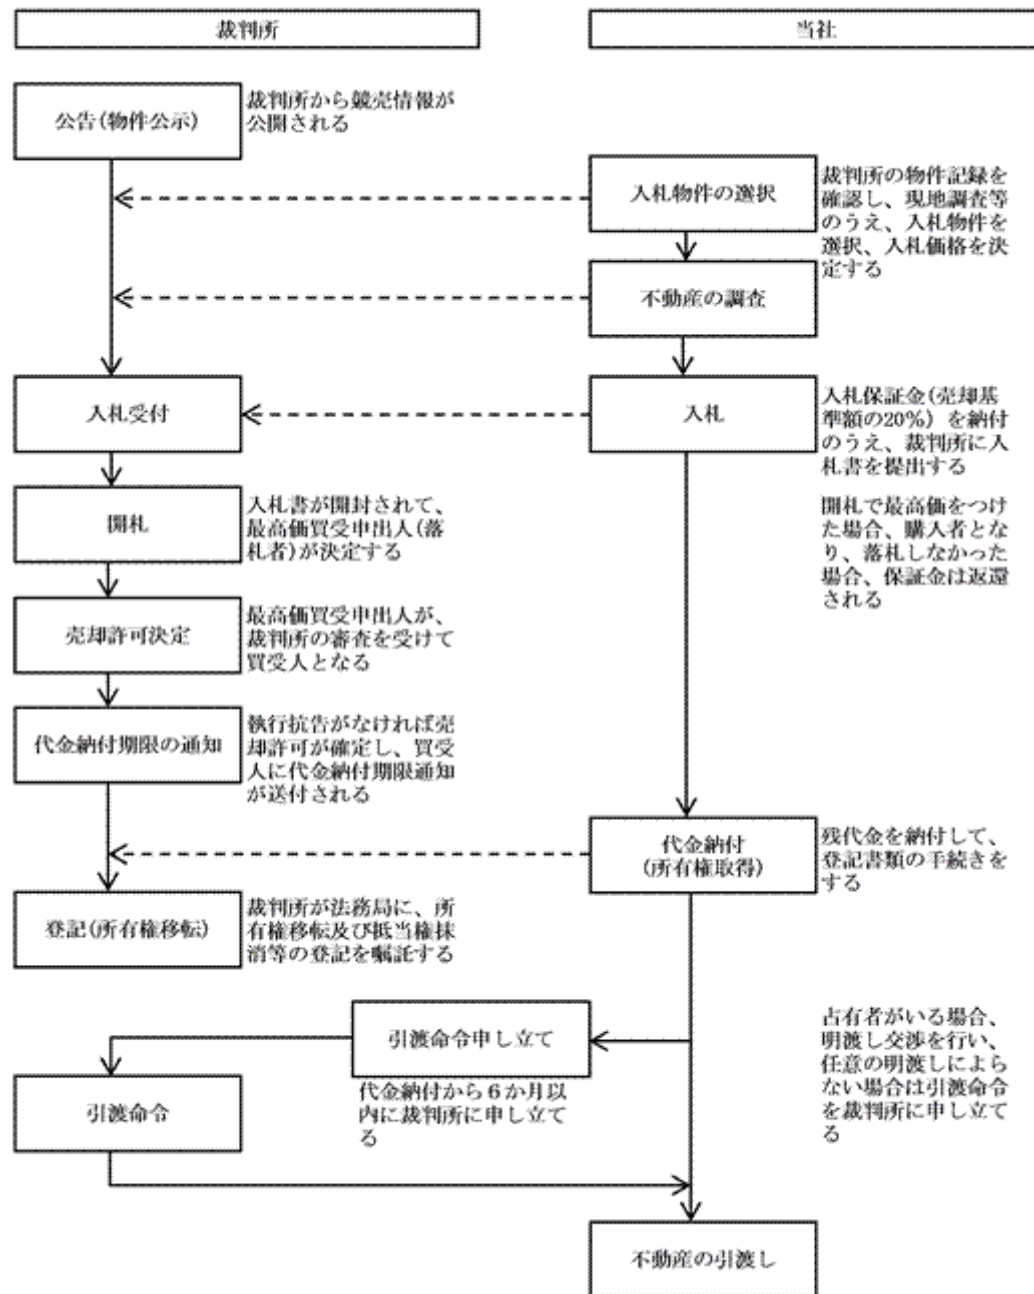 裁判所
当社
公告(物件公示)
裁判所から競売情報が
公開される
入札物件の選択
裁判所の物件記録を
確認し、現地調査等
のうえ、入札物件を
選択、入札価格を決
定する
不動産の調査
入札受付
入札
入札保証金(売却基
準額の20%)を納付
のうえ、裁判所に入
札書を提出する
開札で最高価をつけ
た場合、購入者とな
り、落札しなかった
場合、保証金は返還
される
開札
入札書が開封されて、
最高価買受申出人(落
札者)が決定する
売却許可決定
最高価買受申出人が、
裁判所の審査を受けて
買受人となる
代金納付期限の通知
執行抗告がなければ売
却許可が確定し、買受
人に代金納付期限通知
が送付される
代金納付
(所有権取得)
残代金を納付して、
登記書類の手続きを
する
登記(所有権移転)
裁判所が法務局に、所
有権移転及び抵当権抹
消等の登記を嘱託する
引渡命令申し立て
代金納付から6か月以
内に裁判所に申し立て
る
占有者がいる場合、
明渡し交渉を行い、
任意の明渡しによら
ない場合は引渡命令
を裁判所に申し立て
る
引渡命令
不動産の引渡し